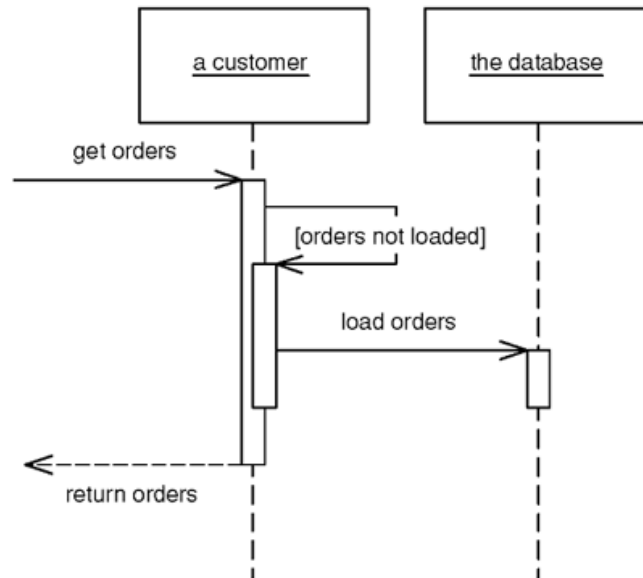 a customer
the database
get orders
[orders not loaded]
load orders
return orders